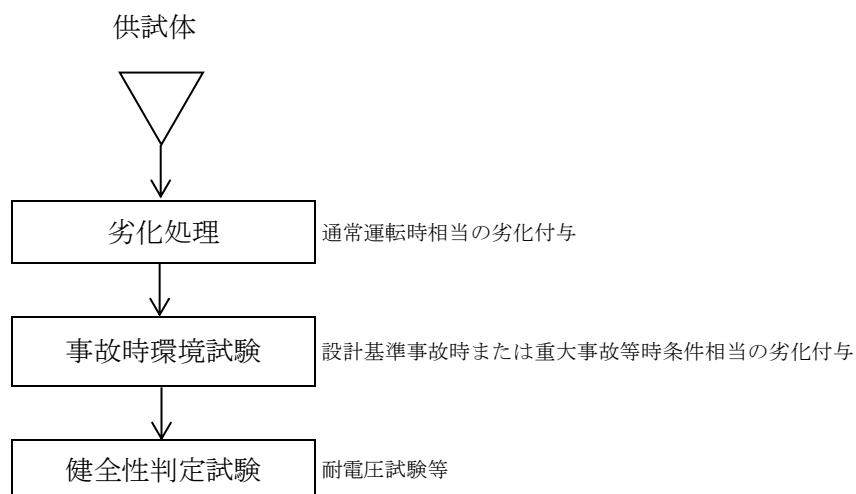 供試体
劣化処理 通常運転時相当の劣化付与
事故時環境試験 設計基準事故時または重大事故等時条件相当の劣化付与
健全性判定試験 耐電圧試験等